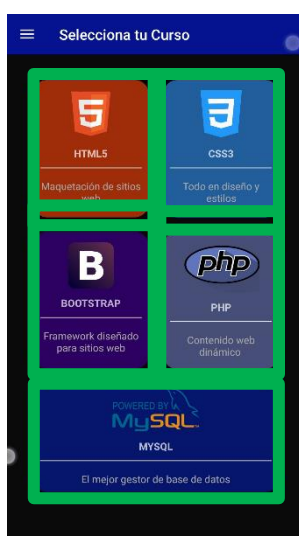 Selecciona tu Curso
5
HTML5
Maquetación de sitios
web
3
CSS3
Todo en diseño y
estilos
B
BOOTSTRAP
Framework diseñado
para sitios web
php
PHP
Contenido web
dinámico
POWERED BY
MySQL
MYSQL
El mejor gestor de base de datos